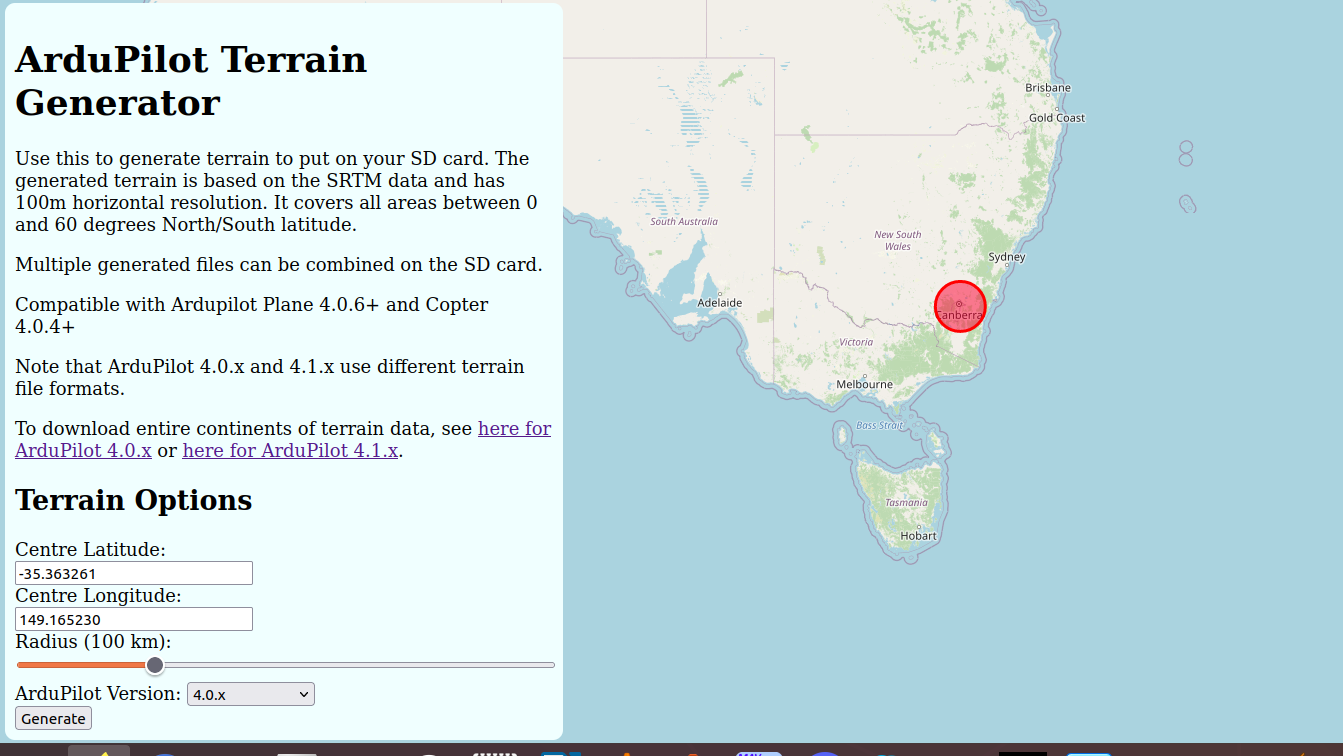 ArduPilot Terrain
Generator
Use this to generate terrain to put on your SD card. The
generated terrain is based on the SRTM data and has
100m horizontal resolution. It covers all areas between 0
and 60 degrees North/South latitude.
Multiple generated files can be combined on the SD card.
Compatible with Ardupilot Plane 4.0.6+ and Copter
4.0.4+
Note that ArduPilot 4.0.x and 4.1.x use different terrain
file formats.
To download entire continents of terrain data, see here for
ArduPilot 4.0.x or here for ArduPilot 4.1.x.
Terrain Options
Centre Latitude:
-35.363261
Centre Longitude:
149.165230
Radius (100 km):
ArduPilot Version: 4.0.x
Generate
Brisbane
Gold Coast
South Australia
New South
Wales
Sydney
Adelaide
Canberra
Victoria
Melbourne
Bass Strait
Tasmania
Hobart